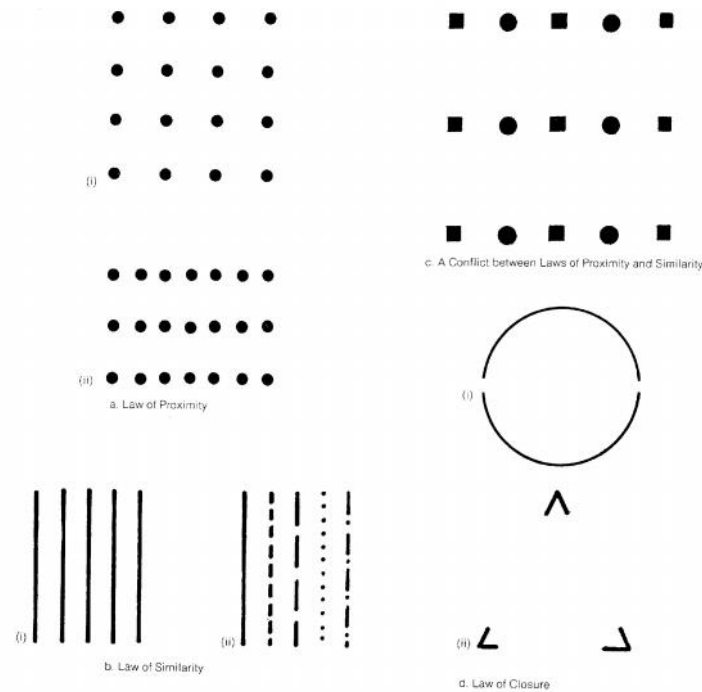 (i)
(ii)
a. Law of Proximity
(i)
(ii)
b. Law of Similarity
c. A Conflict between Laws of Proximity and Similarity
(i)
(ii)
d. Law of Closure